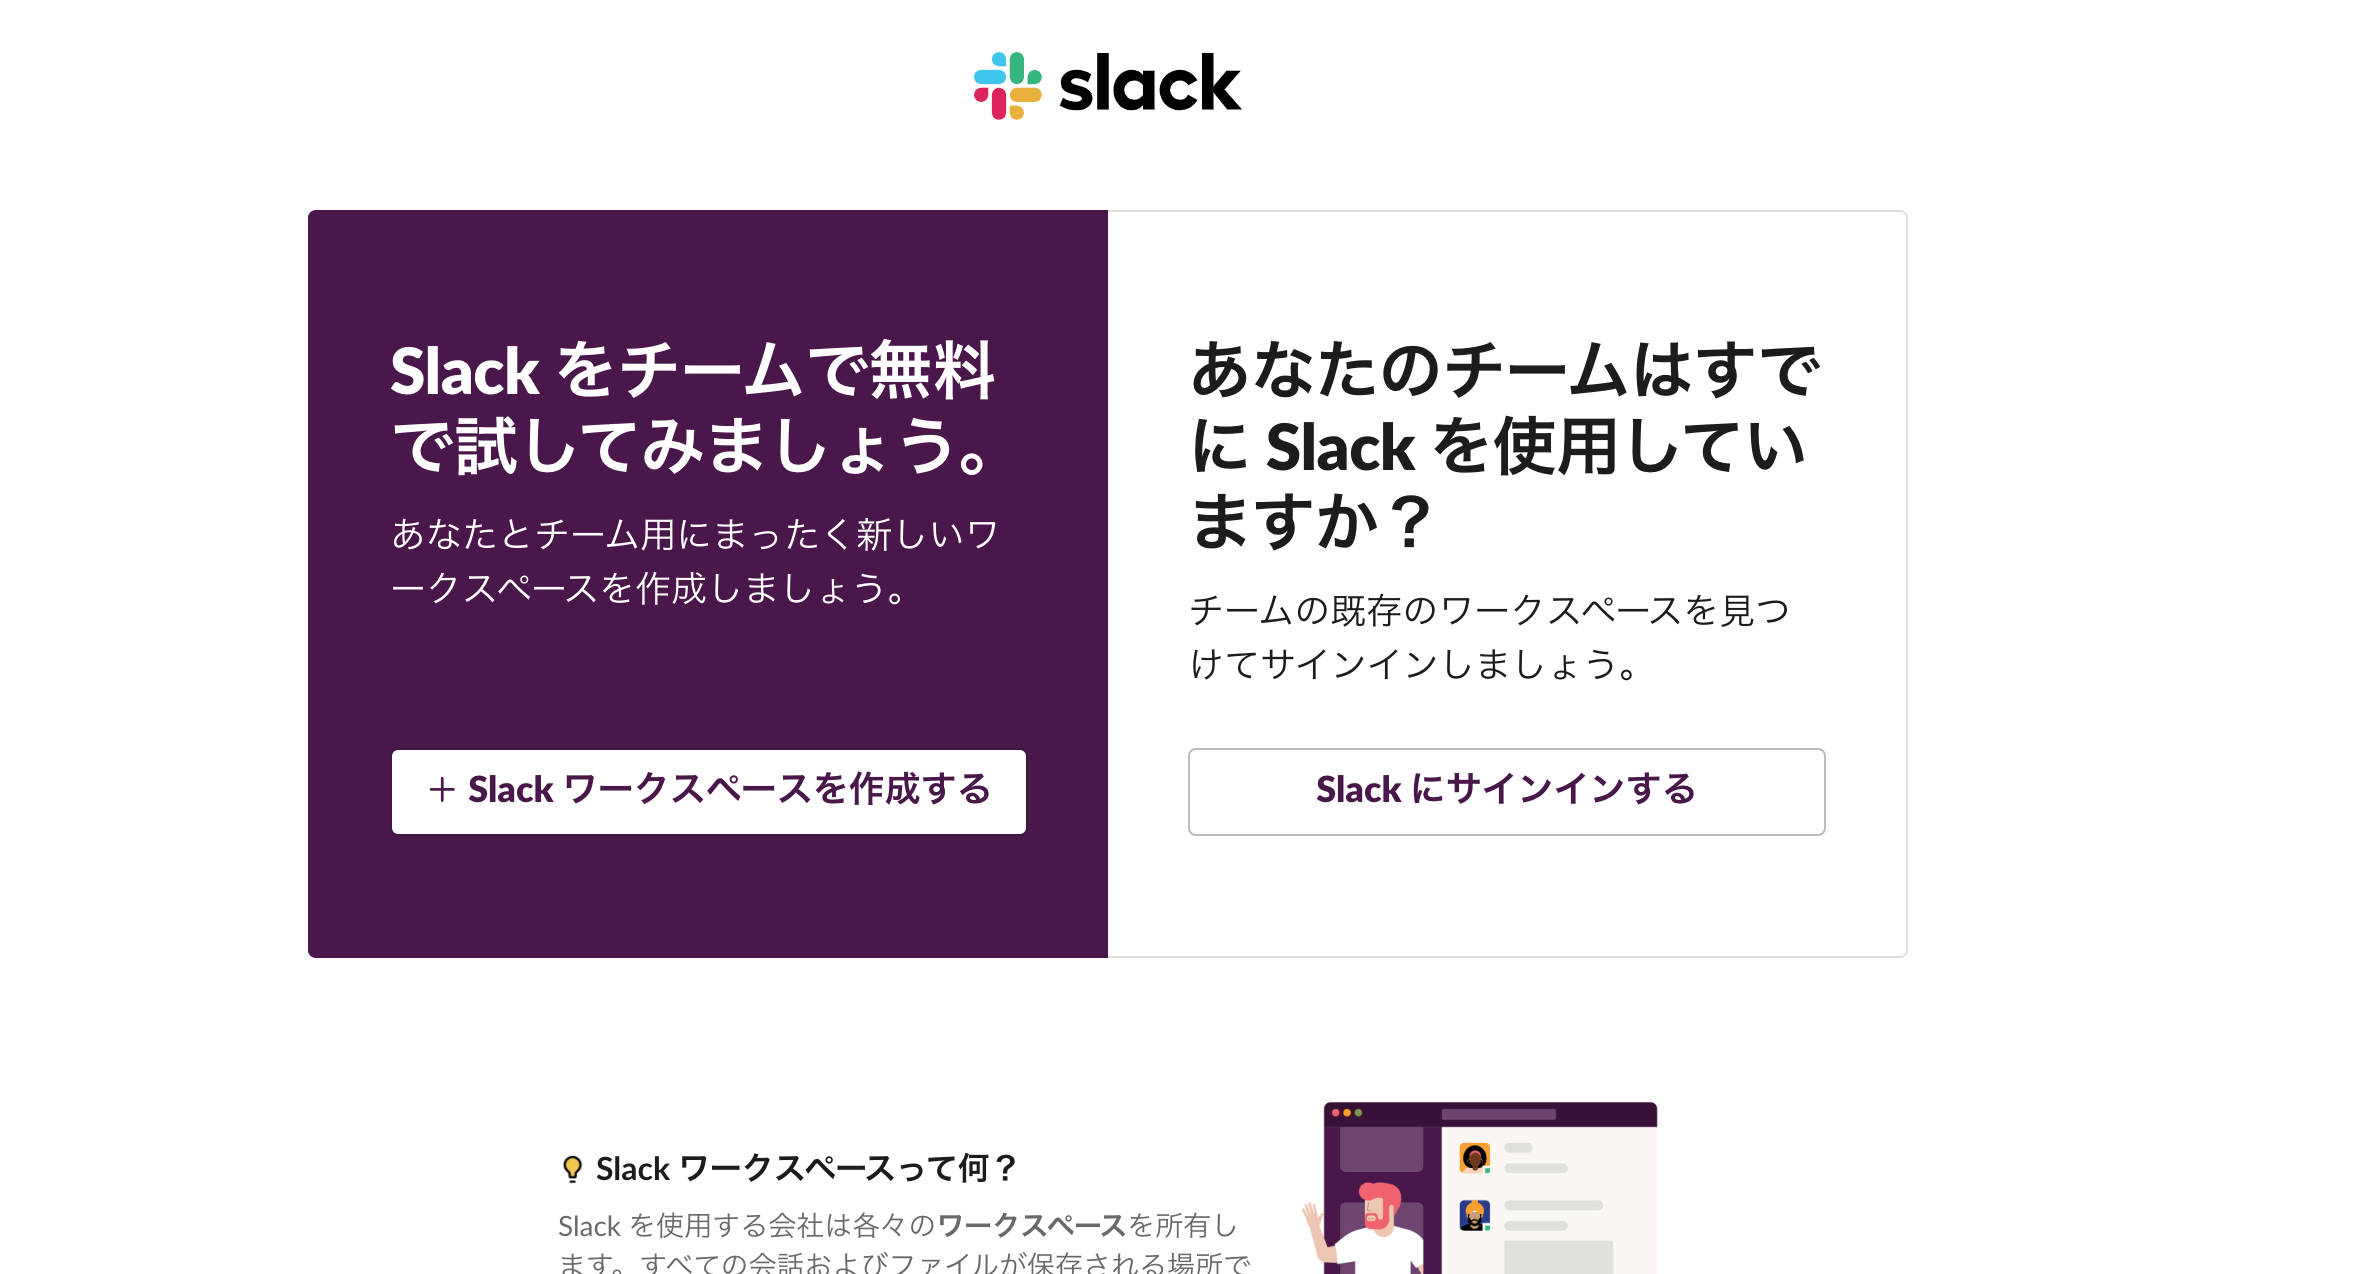 slack
Slack をチームで無料
で試してみましょう。
あなたとチーム用にまったく新しいワ
ークスペースを作成しましょう。
＋ Slack ワークスペースを作成する
あなたのチームはすで
に Slack を使用してい
ますか？
チームの既存のワークスペースを見つ
けてサインインしましょう。
Slack にサインインする
Slack ワークスペースって何？
Slack を使用する会社は各々のワークスペースを所有し
ます。すべての会話およびファイルが保存される場所で